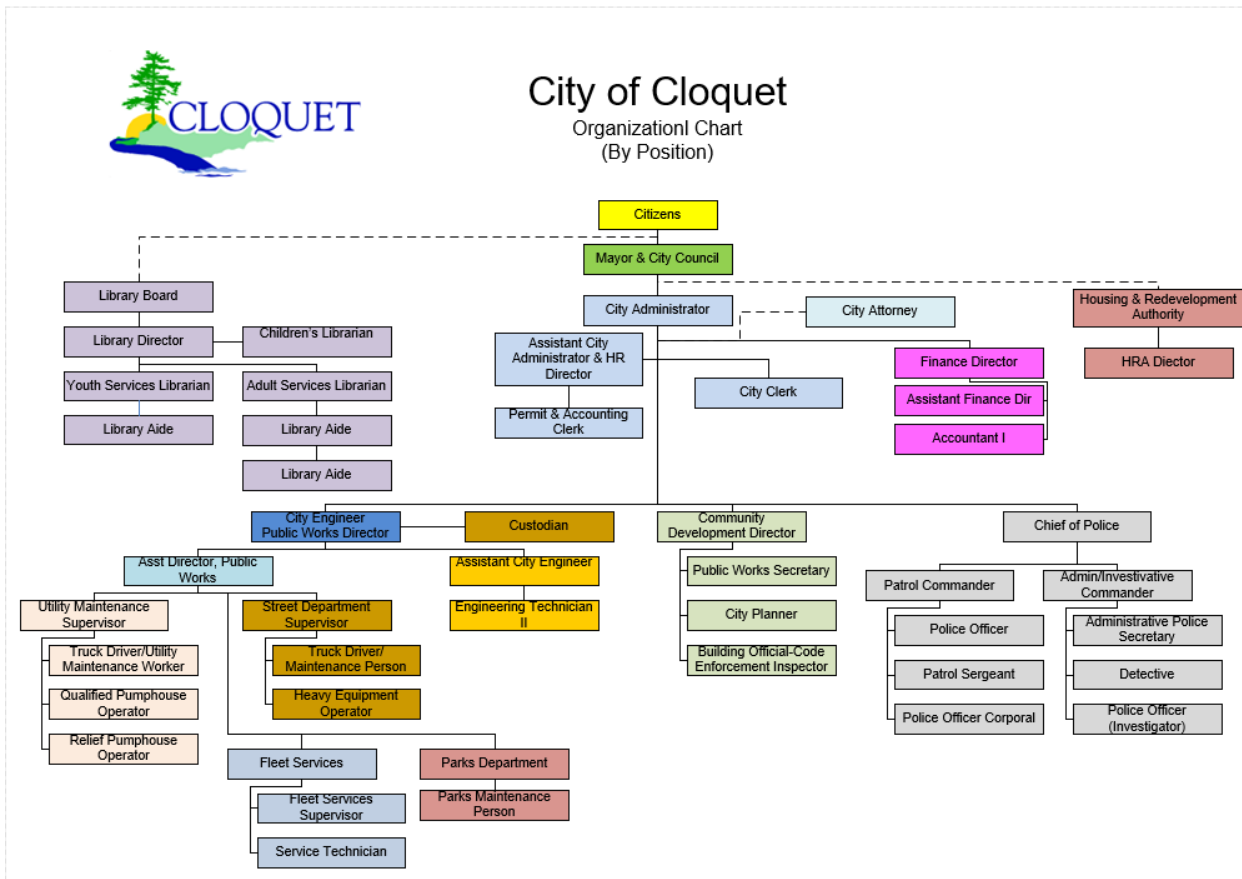 CLOQUET
City of Cloquet
Organizationl Chart
(By Position)
Citizens
Mayor & City Council
Library Board
City Administrator
City Attorney
Housing & Redevelopment
Authority
Library Director
Children's Librarian
Assistant City
Administrator & HR
Director
Finance Director
HRA Diector
Youth Services Librarian
Adult Services Librarian
City Clerk
Assistant Finance Dir
Library Aide
Library Aide
Permit & Accounting
Clerk
Accountant I
Library Aide
City Engineer
Public Works Director
Custodian
Community
Development Director
Chief of Police
Asst Director, Public
Works
Assistant City Engineer
Public Works Secretary
Patrol Commander
Admin/Investivative
Commander
Utility Maintenance
Supervisor
Street Department
Supervisor
Engineering Technician
II
City Planner
Police Officer
Administrative Police
Secretary
Truck Driver/Utility
Maintenance Worker
Truck Driver/
Maintenance Person
Building Official-Code
Enforcement Inspector
Patrol Sergeant
Detective
Qualified Pumphouse
Operator
Heavy Equipment
Operator
Police Officer Corporal
Police Officer
(Investigator)
Relief Pumphouse
Operator
Fleet Services
Parks Department
Fleet Services
Supervisor
Parks Maintenance
Person
Service Technician